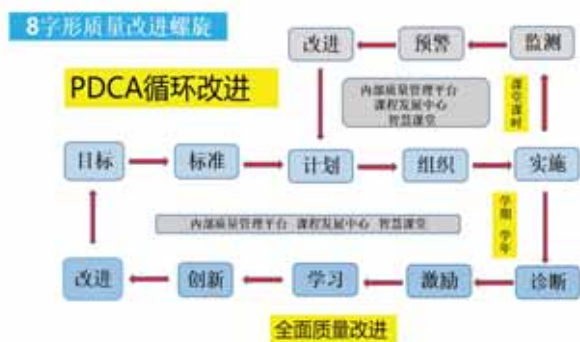 8字形质量改进螺旋
改进
预警
监测
PDCA循环改进
内部质量管理平台
课程发展中心
智慧课堂
课堂课时
目标
标准
计划
组织
实施
内部质量管理平台 课程发展中心 智慧课堂
学期 学年
改进
创新
学习
激励
诊断
全面质量改进